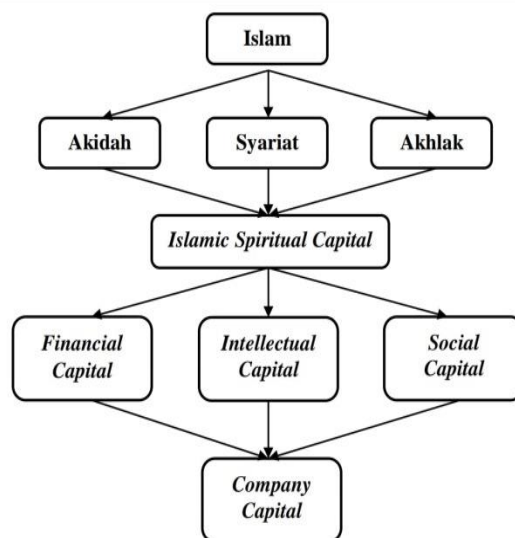 Islam
Akidah
Syariat
Akhlak
Islamic Spiritual Capital
Financial
Capital
Intellectual
Capital
Social
Capital
Company
Capital